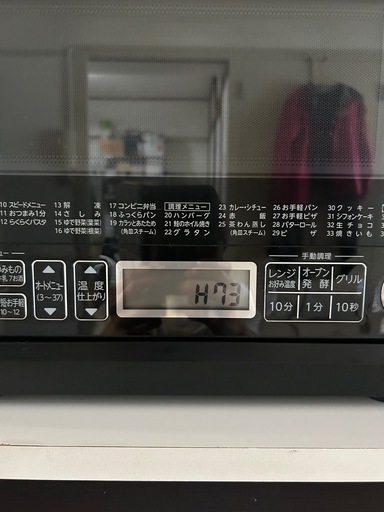 10 スピードメニュー 13 解 凍 17 コンビニ弁当 調理メニュー 23 カレー・シチュー 26 お手軽パン 30 クッキー
11 おつまみ1分 14 さ し み 18 ふっくらパン 20 ハンバーグ 24 赤 飯 27 お手軽ピザ 31 シフォンケーキ
12 らくらくパスタ 15 ゆで野菜(葉菜) 19 カラッとあたため 21 鮭のホイル焼き 25 茶わん蒸し 28 バターロール 32 生チョコ
16 ゆで野菜(根菜) (角皿スチーム) 22 グラタン (角皿スチーム) 29 ピ ザ 33 焼きいも
手動調理
オートメニュー
(3～37)
温 度
仕上がり
H73
レンジ
お好み温度
オーブン
発 酵
グリル
10分
1分
10秒
10～12